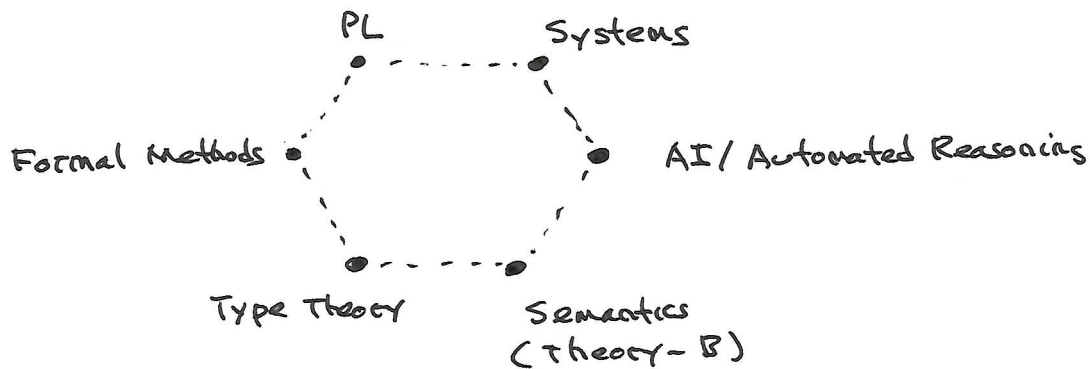 PL
Systems
Formal Methods
AI/Automated Reasoning
Type Theory
Semantics
(Theory-B)